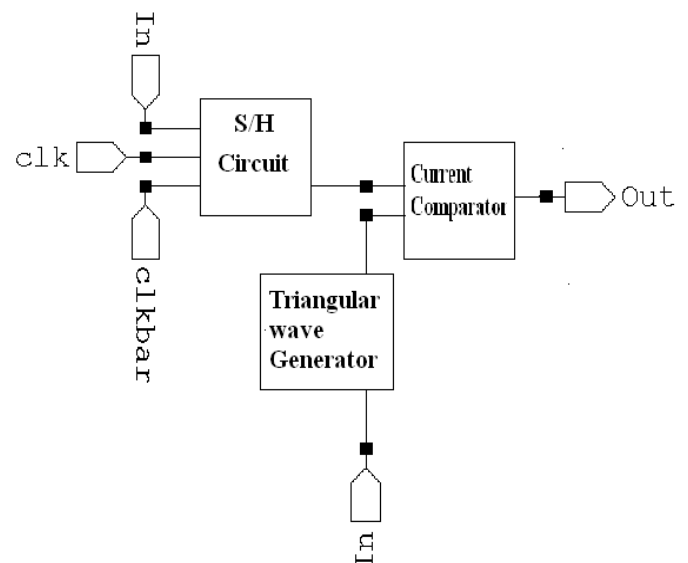 In
S/H
Circuit
clk
Current
Comparator
Out
clkbar
Triangular
wave
Generator
In